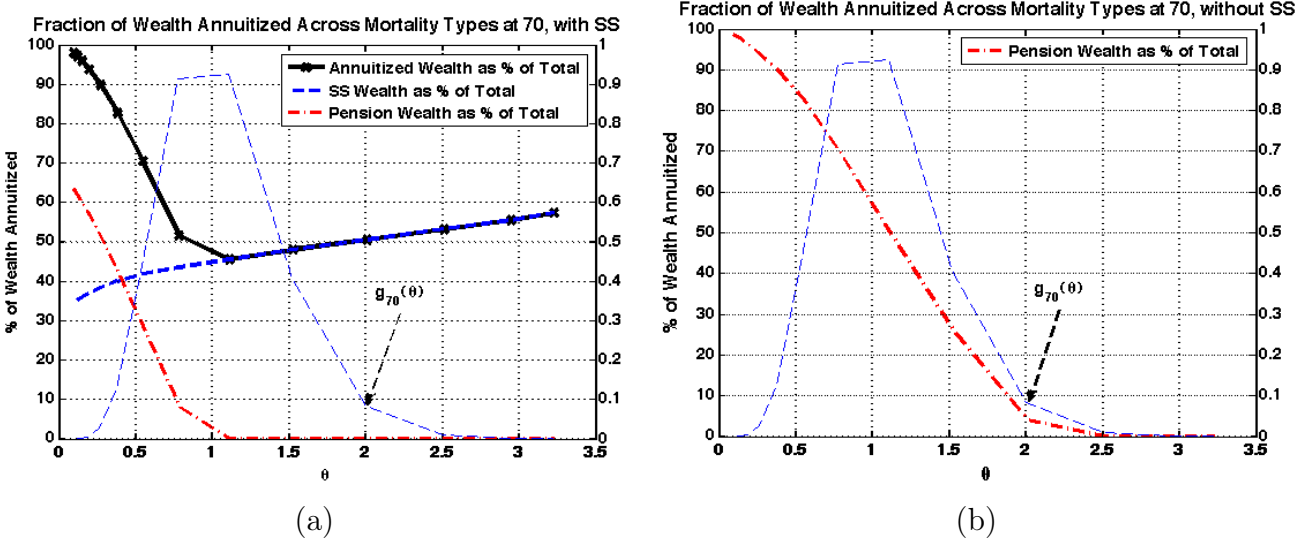 Fraction of Wealth Annuitized Across Mortality Types at 70, with SS
100
90
80
70
60
50
40
30
20
10
0
% of Wealth Annuitized
Annuitized Wealth as % of Total
SS Wealth as % of Total
Pension Wealth as % of Total
g70(θ)
1
0.9
0.8
0.7
0.6
0.5
0.4
0.3
0.2
0.1
0
0 0.5 1 1.5 2 2.5 3 3.5
θ
(a)
Fraction of Wealth Annuitized Across Mortality Types at 70, without SS
100
90
80
70
60
50
40
30
20
10
0
% of Wealth Annuitized
Pension Wealth as % of Total
g70(θ)
1
0.9
0.8
0.7
0.6
0.5
0.4
0.3
0.2
0.1
0
0 0.5 1 1.5 2 2.5 3 3.5
θ
(b)